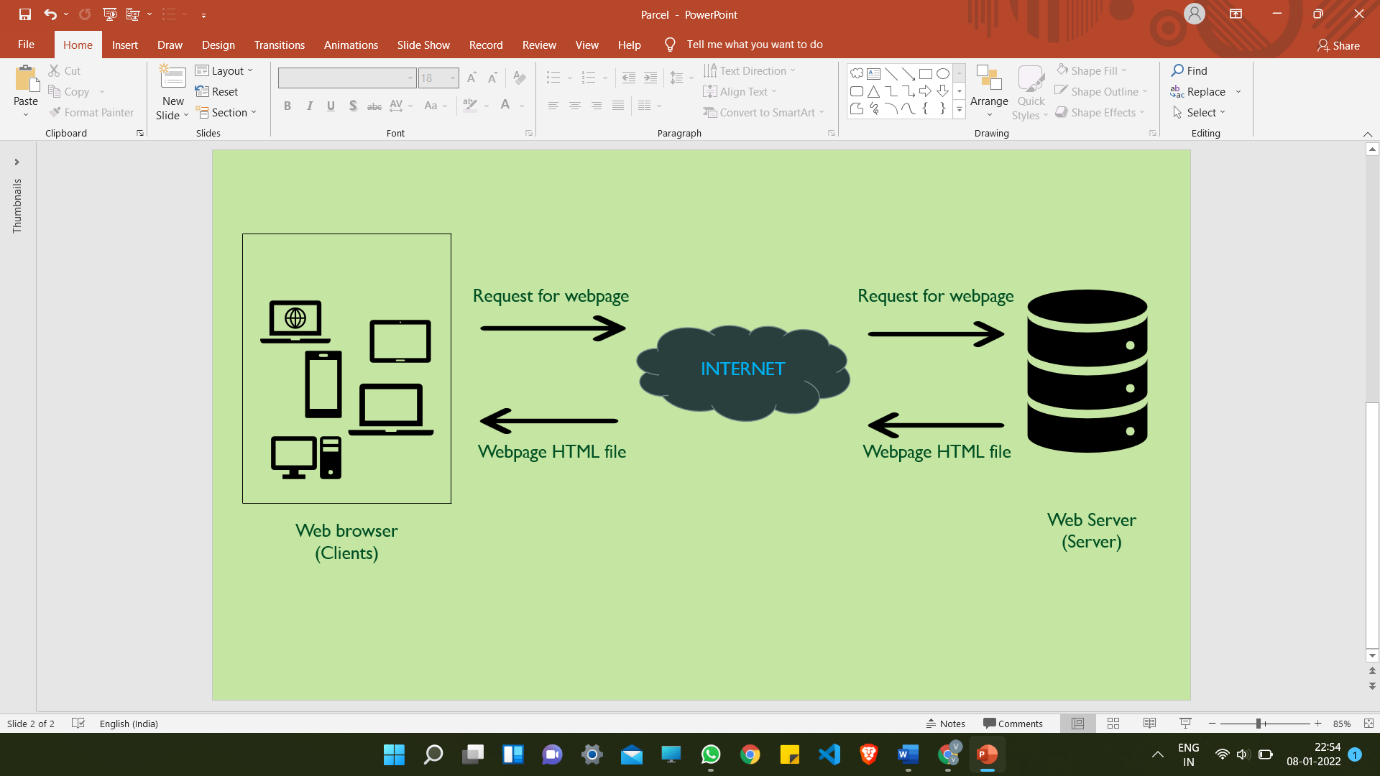 Parcel - PowerPoint
File Home Insert Draw Design Transitions Animations Slide Show Record Review View Help Tell me what you want to do Share
Paste
Cut
Copy
Format Painter
Clipboard
New
Slide
Layout
Reset
Section
Slides
18
B I U S abc AV Aa A
Font
Text Direction
Align Text
Convert to SmartArt
Paragraph
Arrange
Quick
Styles
Shape Fill
Shape Outline
Shape Effects
Drawing
Find
Replace
Select
Editing
Thumbnails
Request for webpage
Request for webpage
INTERNET
Webpage HTML file
Webpage HTML file
Web browser
(Clients)
Web Server
(Server)
Slide 2 of 2 English (India) Notes Comments 85%
ENG
IN
22:54
08-01-2022
1